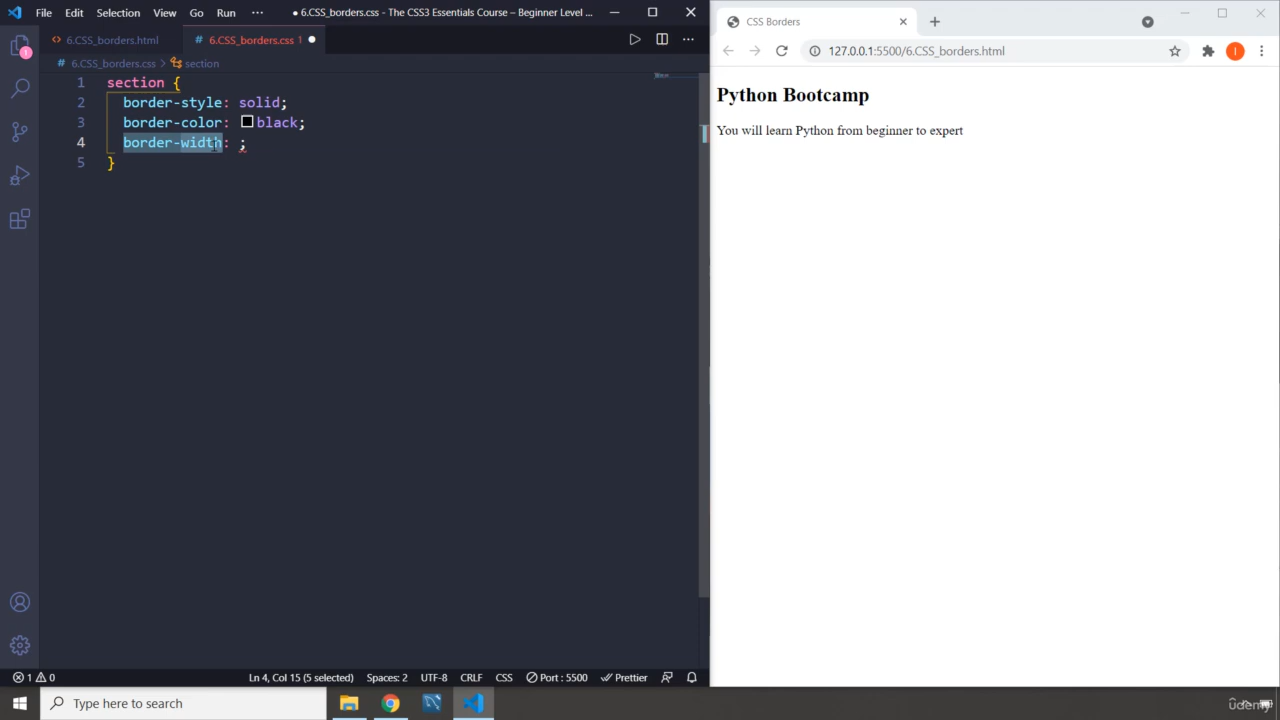 File Edit Selection View Go Run ··· ● 6.CSS_borders.css - The CSS3 Essentials Course – Beginner Level ...
6.CSS_borders.html
# 6.CSS_borders.css 1 ●
# 6.CSS_borders.css > section
1 section {
2 border-style: solid;
3 border-color: black;
4 border-width: ;
5 }
1
Ln 4, Col 15 (5 selected) Spaces: 2 UTF-8 CRLF CSS Port : 5500 Prettier
1 0
CSS Borders
127.0.0.1:5500/6.CSS_borders.html
I
Python Bootcamp
You will learn Python from beginner to expert
Type here to search
udemy